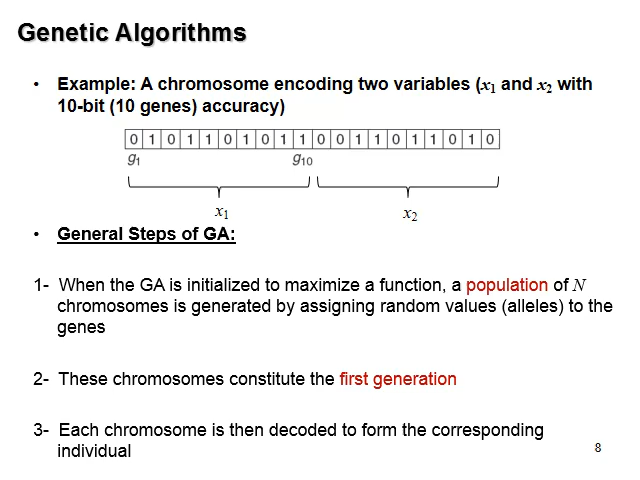 Genetic Algorithms
• Example: A chromosome encoding two variables (x1 and x2 with
10-bit (10 genes) accuracy)
0 1 0 1 1 0 1 0 1 1 0 0 1 1 0 1 1 0 1 0
g1 g10
x1 x2
• General Steps of GA:
1- When the GA is initialized to maximize a function, a population of N
chromosomes is generated by assigning random values (alleles) to the
genes
2- These chromosomes constitute the first generation
3- Each chromosome is then decoded to form the corresponding
individual
8